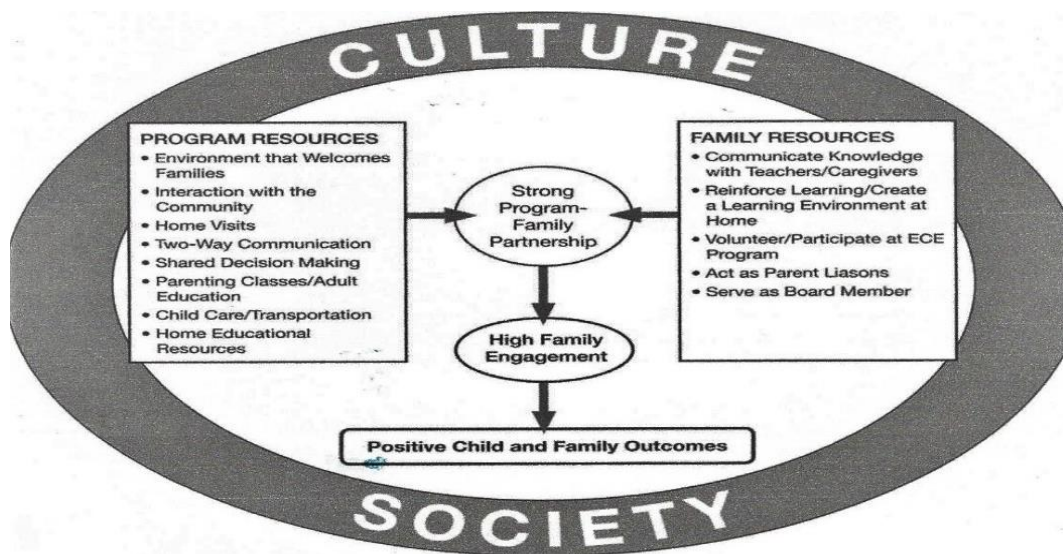 CULTURE
PROGRAM RESOURCES
• Environment that Welcomes
Families
• Interaction with the
Community
• Home Visits
• Two-Way Communication
• Shared Decision Making
• Parenting Classes/Adult
Education
• Child Care/Transportation
• Home Educational
Resources
Strong
Program-
Family
Partnership
High Family
Engagement
Positive Child and Family Outcomes
FAMILY RESOURCES
• Communicate Knowledge
with Teachers/Caregivers
• Reinforce Learning/Create
a Learning Environment at
Home
• Volunteer/Participate at ECE
Program
• Act as Parent Liasons
• Serve as Board Member
SOCIETY